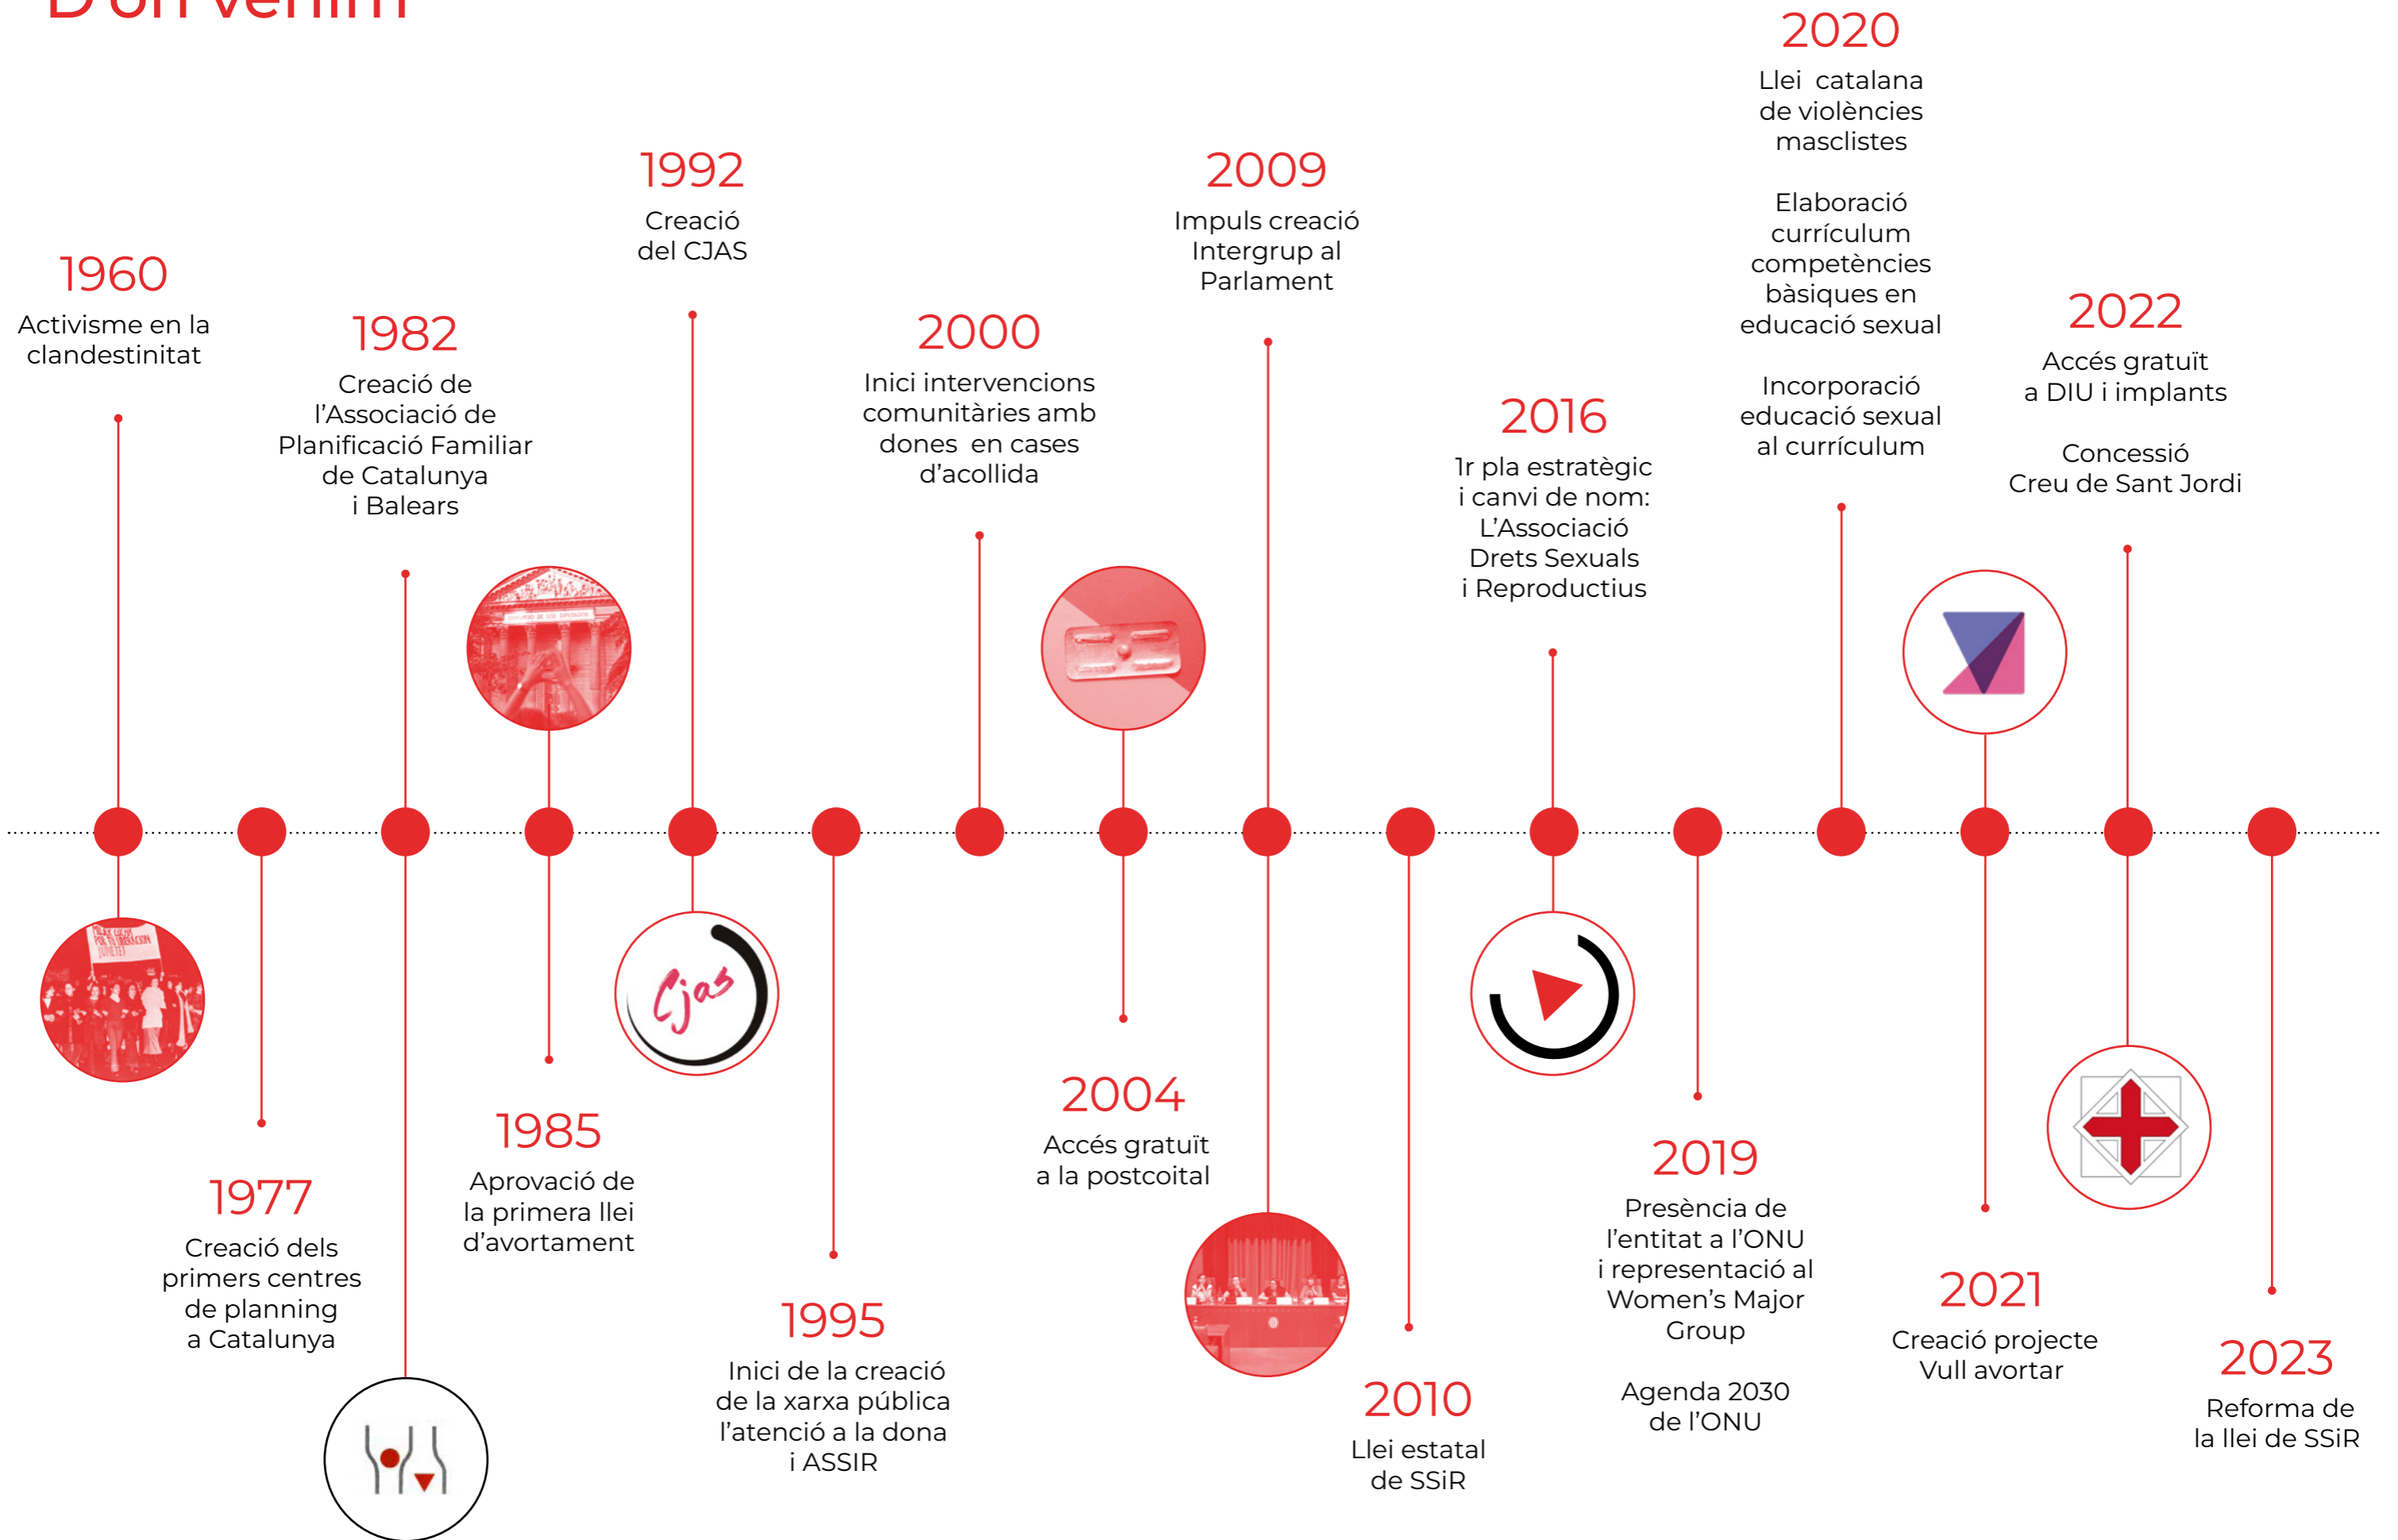 D'on venim
1960
Activisme en la
clandestinitat
1977
Creació dels
primers centres
de planning
a Catalunya
1982
Creació de
l’Associació de
Planificació Familiar
de Catalunya
i Balears
1985
Aprovació de
la primera llei
d’avortament
1992
Creació
del CJAS
Cjas
1995
Inici de la creació
de la xarxa pública
l’atenció a la dona
i ASSIR
2000
Inici intervencions
comunitàries amb
dones en cases
d’acollida
2004
Accés gratuït
a la postcoital
2009
Impuls creació
Intergrup al
Parlament
2010
Llei estatal
de SSiR
2016
1r pla estratègic
i canvi de nom:
L’Associació
Drets Sexuals
i Reproductius
2019
Presència de
l’entitat a l’ONU
i representació al
Women’s Major
Group
Agenda 2030
de l’ONU
2020
Llei catalana
de violències
masclistes
Elaboració
currículum
competències
bàsiques en
educació sexual
Incorporació
educació sexual
al currículum
2021
Creació projecte
Vull avortar
2022
Accés gratuït
a DIU i implants
Concessió
Creu de Sant Jordi
2023
Reforma de
la llei de SSiR